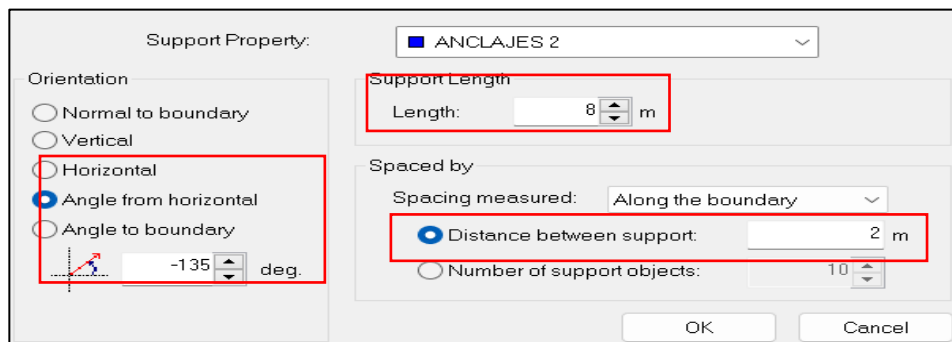 Support Property:
ANCLAJES 2
Orientation
Normal to boundary
Vertical
Horizontal
Angle from horizontal
Angle to boundary
-135 deg.
Support Length
Length: 8 m
Spaced by
Spacing measured: Along the boundary
Distance between support: 2 m
Number of support objects: 10
OK Cancel